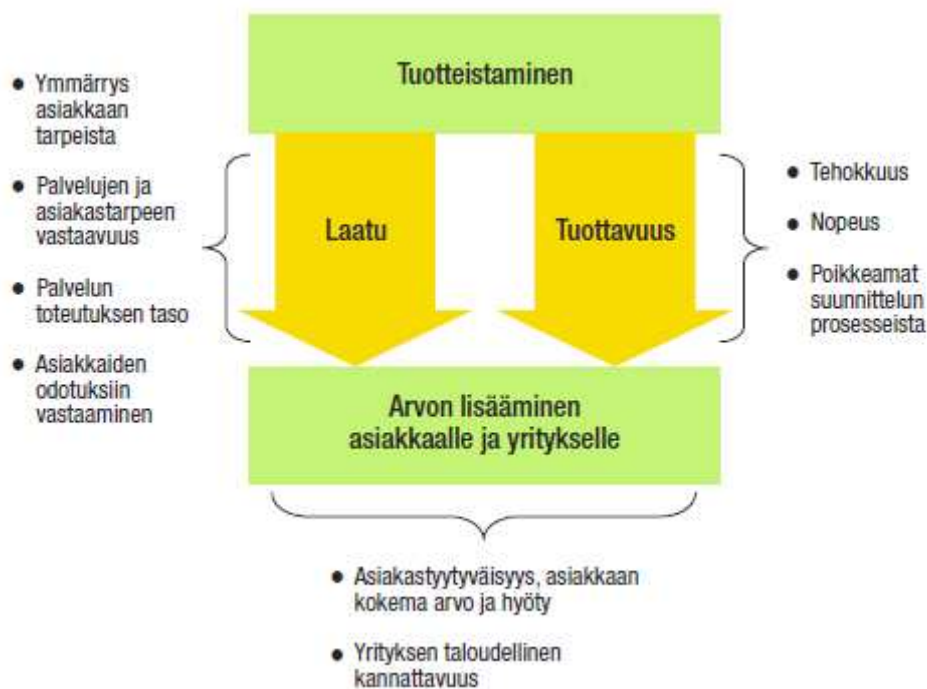 Tuotteistaminen
• Ymmärrys
asiakkaan
tarpeista
• Palvelujen ja
asiakastarpeen
vastaavuus
• Palvelun
toteutuksen taso
• Asiakkaiden
odotuksiin
vastaaminen
Laatu
Tuottavuus
• Tehokkuus
• Nopeus
• Poikkeamat
suunnittelun
prosesseista
Arvon lisääminen
asiakkaalle ja yritykselle
• Asiakastyytyväisyys, asiakkaan
kokema arvo ja hyöty
• Yrityksen taloudellinen
kannattavuus